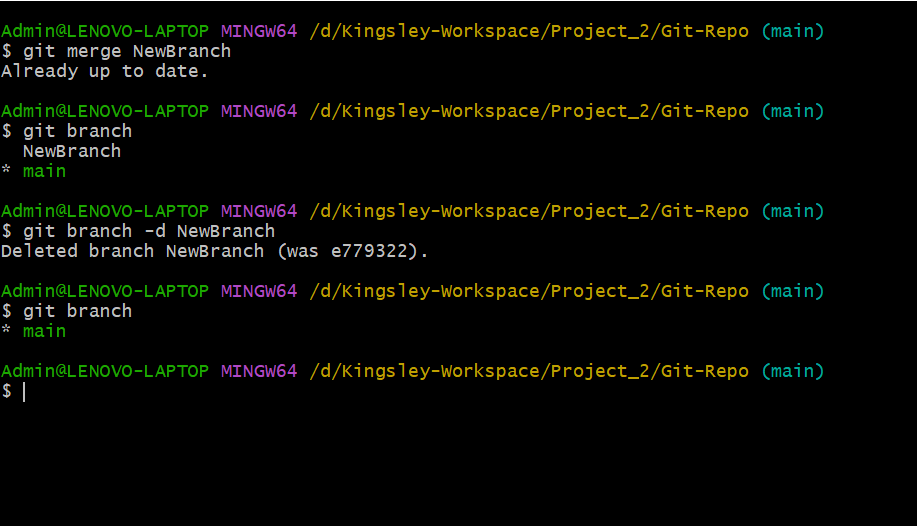 Admin@LENOVO-LAPTOP MINGW64 /d/Kingsley-Workspace/Project_2/Git-Repo (main)
$ git merge NewBranch
Already up to date.
Admin@LENOVO-LAPTOP MINGW64 /d/Kingsley-Workspace/Project_2/Git-Repo (main)
$ git branch
  NewBranch
* main
Admin@LENOVO-LAPTOP MINGW64 /d/Kingsley-Workspace/Project_2/Git-Repo (main)
$ git branch -d NewBranch
Deleted branch NewBranch (was e779322).
Admin@LENOVO-LAPTOP MINGW64 /d/Kingsley-Workspace/Project_2/Git-Repo (main)
$ git branch
* main
Admin@LENOVO-LAPTOP MINGW64 /d/Kingsley-Workspace/Project_2/Git-Repo (main)
$